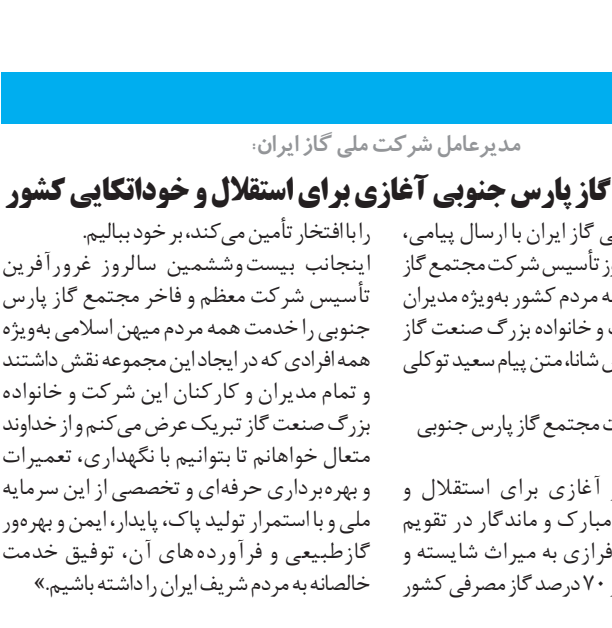 مدیرعامل شرکت ملی گاز ایران:
گاز پارس جنوبی آغازی برای استقلال و خوداتکایی کشور
ی گاز ایران با ارسال پیامی،
وز تأسیس شرکت مجتمع گاز
ه مردم کشور به‌ویژه مدیران
و خانواده بزرگ صنعت گاز
ش شانا، متن پیام سعید توکلی
ت مجتمع گاز پارس جنوبی
آغازی برای استقلال و
مبارک و ماندگار در تقویم
فرازی به میراث شایسته و
۷۰ درصد گاز مصرفی کشور
را با افتخار تأمین می‌کند، بر خود ببالیم.
اینجانب بیست‌وششمین سالروز غرورآفرین
تأسیس شرکت معظم و فاخر مجتمع گاز پارس
جنوبی را خدمت همه مردم میهن اسلامی به‌ویژه
همه افرادی که در ایجاد این مجموعه نقش داشتند
و تمام مدیران و کارکنان این شرکت و خانواده
بزرگ صنعت گاز تبریک عرض می‌کنم و از خداوند
متعال خواهانم تا بتوانیم با نگهداری، تعمیرات
و بهره‌برداری حرفه‌ای و تخصصی از این سرمایه
ملی و با استمرار تولید پاک، پایدار، ایمن و بهره‌ور
گاز طبیعی و فرآورده‌های آن، توفیق خدمت
خالصانه به مردم شریف ایران را داشته باشیم.»